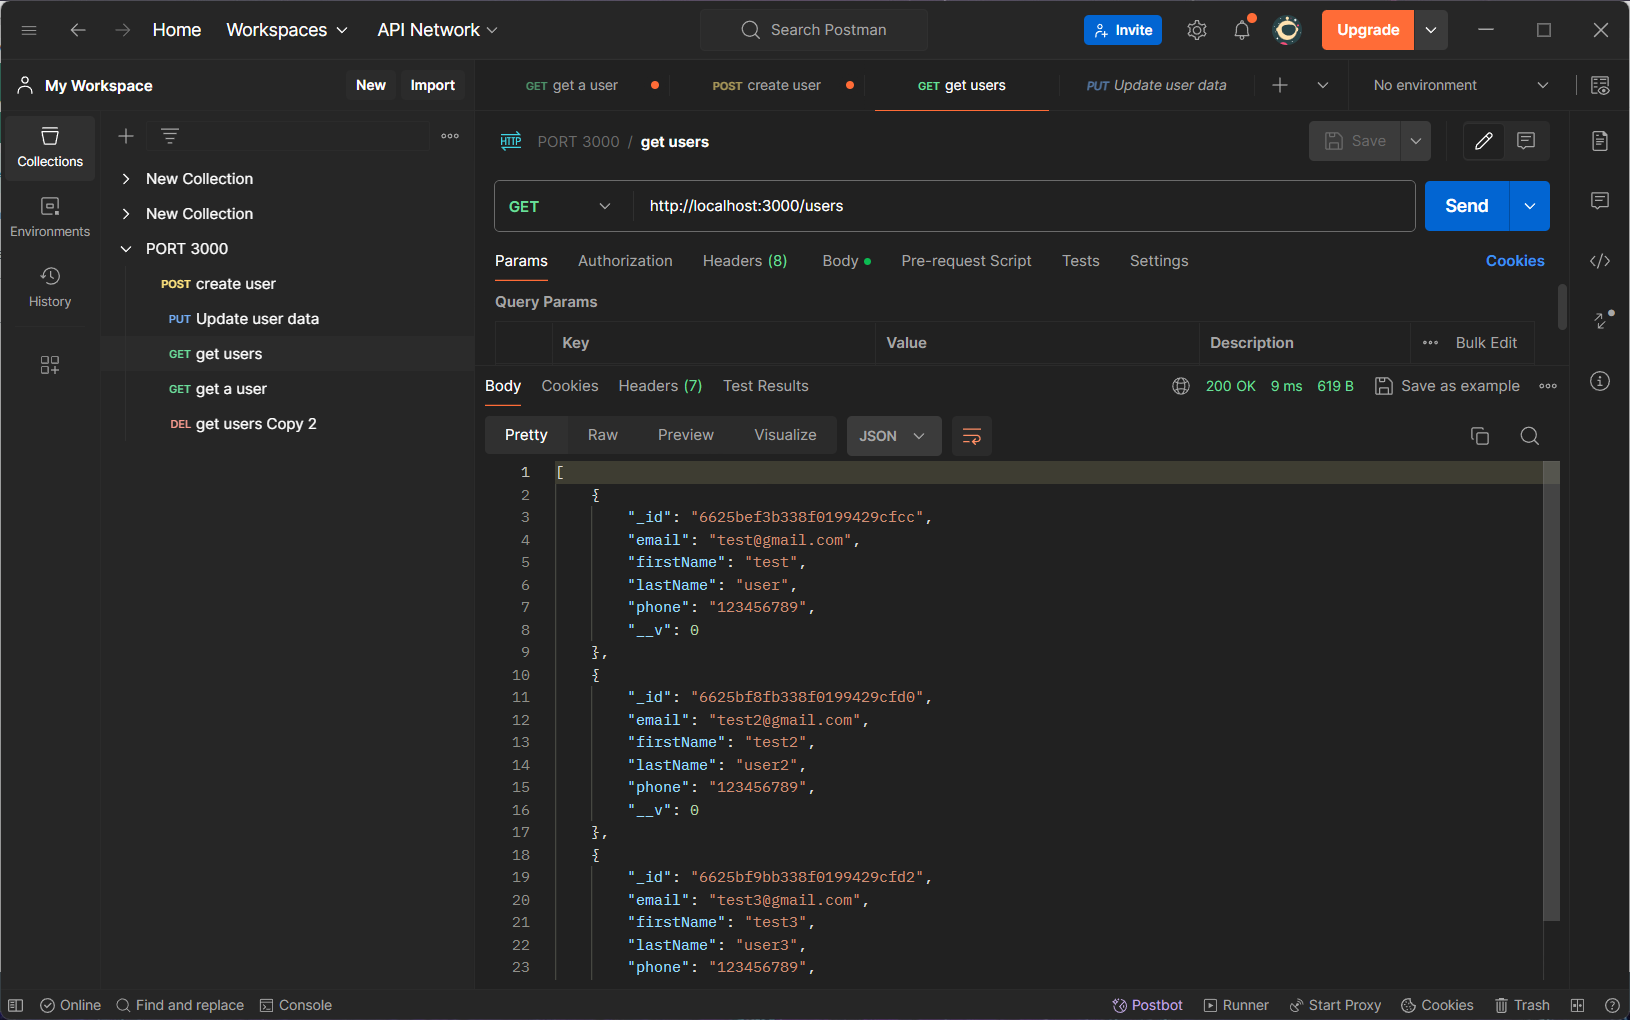 Home Workspaces API Network Search Postman Invite Upgrade
My Workspace New Import
GET get a user POST create user GET get users PUT Update user data No environment
Collections
Environments
History
New Collection
New Collection
PORT 3000
POST create user
PUT Update user data
GET get users
GET get a user
DEL get users Copy 2
HTTP PORT 3000 / get users Save
GET http://localhost:3000/users Send
Params Authorization Headers (8) Body Pre-request Script Tests Settings Cookies
Query Params
Key Value Description Bulk Edit
Body Cookies Headers (7) Test Results 200 OK 9 ms 619 B Save as example
Pretty Raw Preview Visualize JSON
1 [
2 {
3 "_id": "6625bef3b338f0199429cfcc",
4 "email": "test@gmail.com",
5 "firstName": "test",
6 "lastName": "user",
7 "phone": "123456789",
8 "__v": 0
9 },
10 {
11 "_id": "6625bf8fb338f0199429cfd0",
12 "email": "test2@gmail.com",
13 "firstName": "test2",
14 "lastName": "user2",
15 "phone": "123456789",
16 "__v": 0
17 },
18 {
19 "_id": "6625bf9bb338f0199429cfd2",
20 "email": "test3@gmail.com",
21 "firstName": "test3",
22 "lastName": "user3",
23 "phone": "123456789",
Online Find and replace Console Postbot Runner Start Proxy Cookies Trash